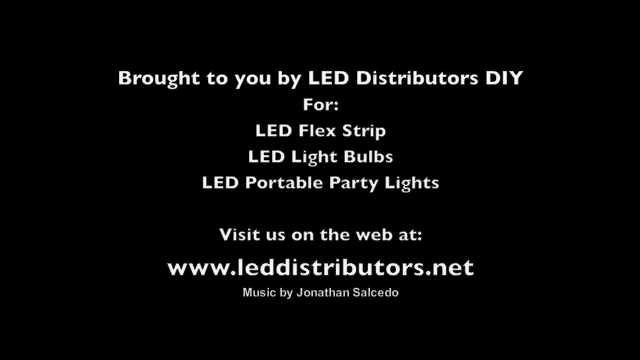 Brought to you by LED Distributors DIY
For:
LED Flex Strip
LED Light Bulbs
LED Portable Party Lights
Visit us on the web at:
www.leddistributors.net
Music by Jonathan Salcedo